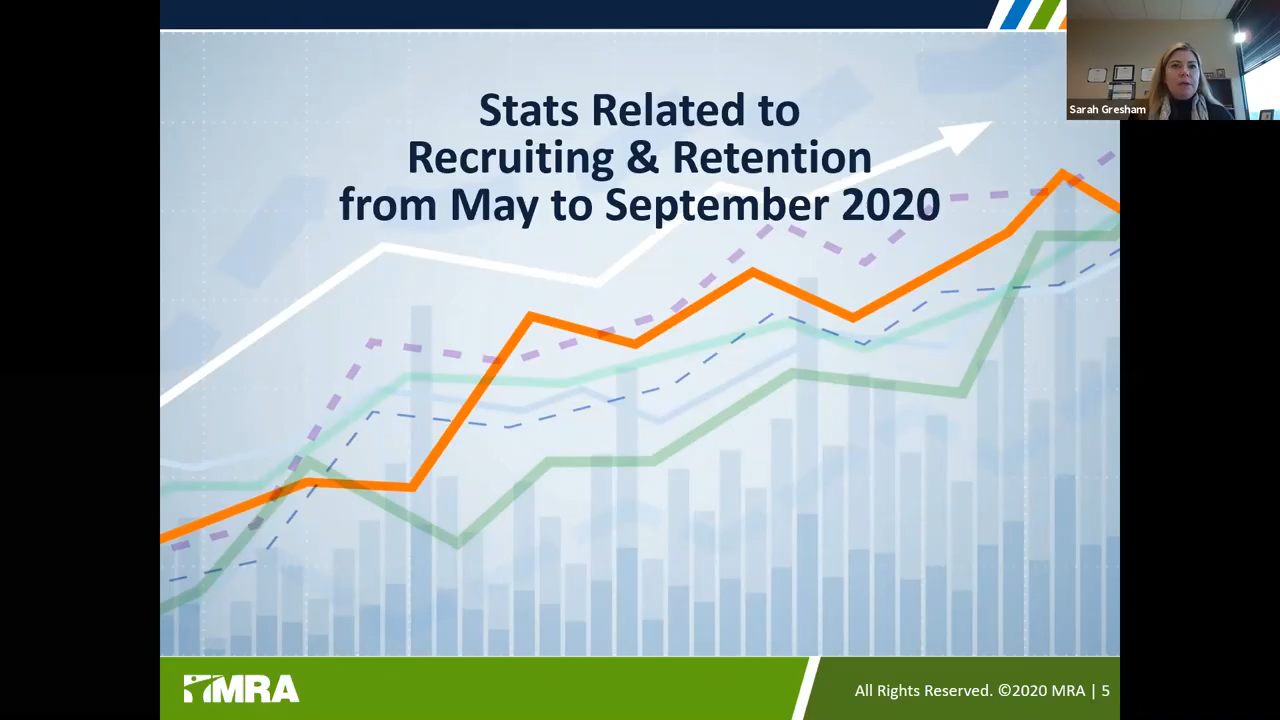 Stats Related to
Recruiting & Retention
from May to September 2020
Sarah Gresham
MRA
All Rights Reserved. ©2020 MRA | 5